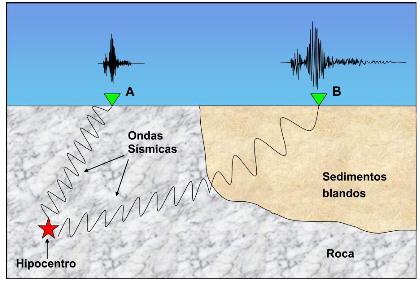 A
B
Ondas
Sísmicas
Sedimentos
blandos
Hipocentro
Roca